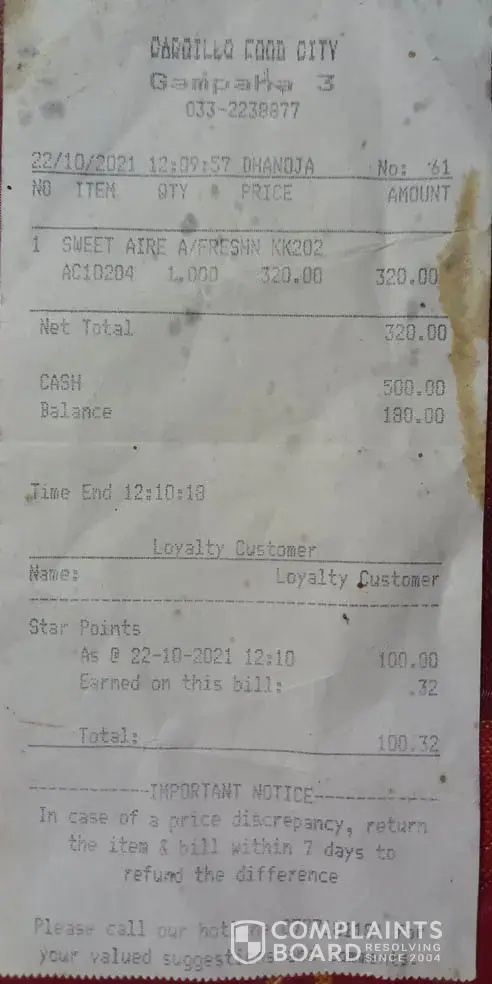 CARGILLS FOOD CITY
Gampaha 3
033-2238877
22/10/2021 12:09:57 DHANOJA No: 61
NO ITEM QTY # PRICE AMOUNT
1 SWEET AIRE A/FRESHN KK202
AC10204 1.000 320.00 320.00
Net Total 320.00
CASH 500.00
Balance 180.00
Time End 12:10:18
Loyalty Customer
Name: Loyalty Customer
Star Points
As @ 22-10-2021 12:10 100.00
Earned on this bill: .32
Total: 100.32
------------IMPORTANT NOTICE------------
In case of a price discrepancy, return
the item & bill within 7 days to
refund the difference
Please call our
your valued
COMPLAINTS
BOARD RESOLVING
SINCE 2004